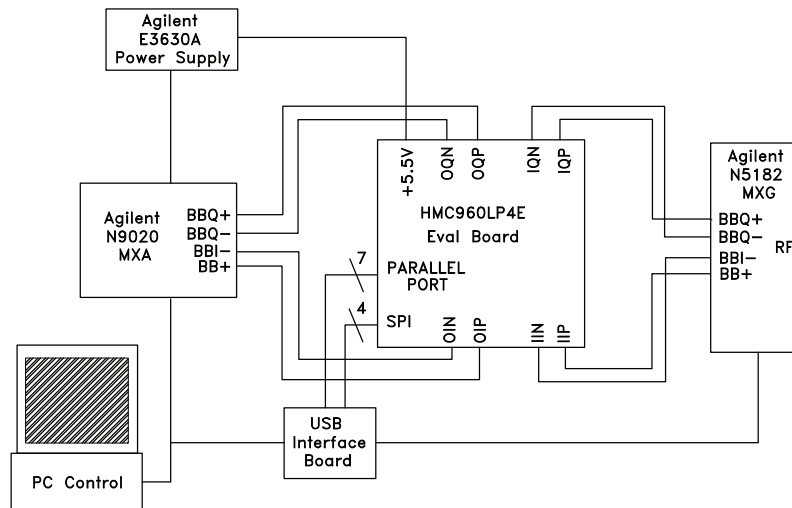 Agilent
E3630A
Power Supply
+5.5V
OQN
OQP
IQN
IQP
HMC960LP4E
Eval Board
7
PARALLEL
PORT
4
SPI
OIN
OIP
IIN
IIP
Agilent
N9020
MXA
BBQ+
BBQ−
BBI−
BB+
Agilent
N5182
MXG
BBQ+
BBQ−
BBI−
BB+
RF
USB
Interface
Board
PC Control